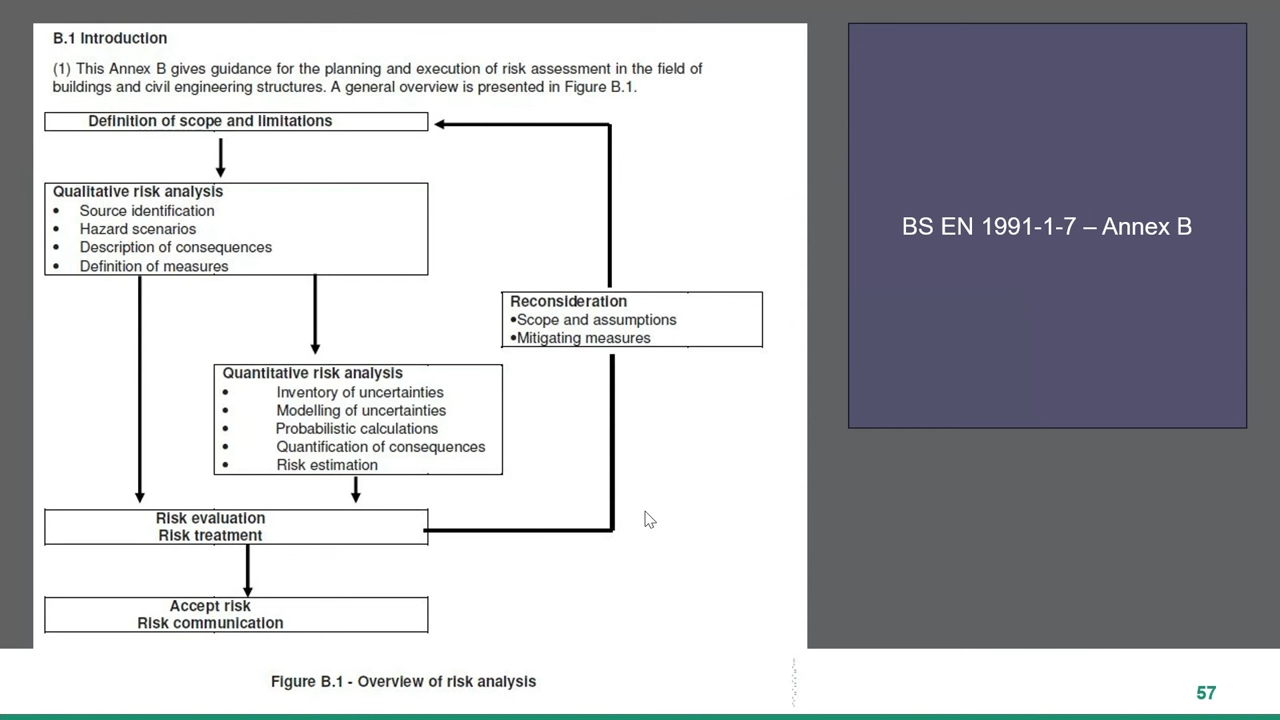 B.1 Introduction
(1) This Annex B gives guidance for the planning and execution of risk assessment in the field of
buildings and civil engineering structures. A general overview is presented in Figure B.1.
Definition of scope and limitations
Qualitative risk analysis
• Source identification
• Hazard scenarios
• Description of consequences
• Definition of measures
Reconsideration
•Scope and assumptions
•Mitigating measures
Quantitative risk analysis
• Inventory of uncertainties
• Modelling of uncertainties
• Probabilistic calculations
• Quantification of consequences
• Risk estimation
Risk evaluation
Risk treatment
Accept risk
Risk communication
Figure B.1 - Overview of risk analysis
BS EN 1991-1-7 – Annex B
57